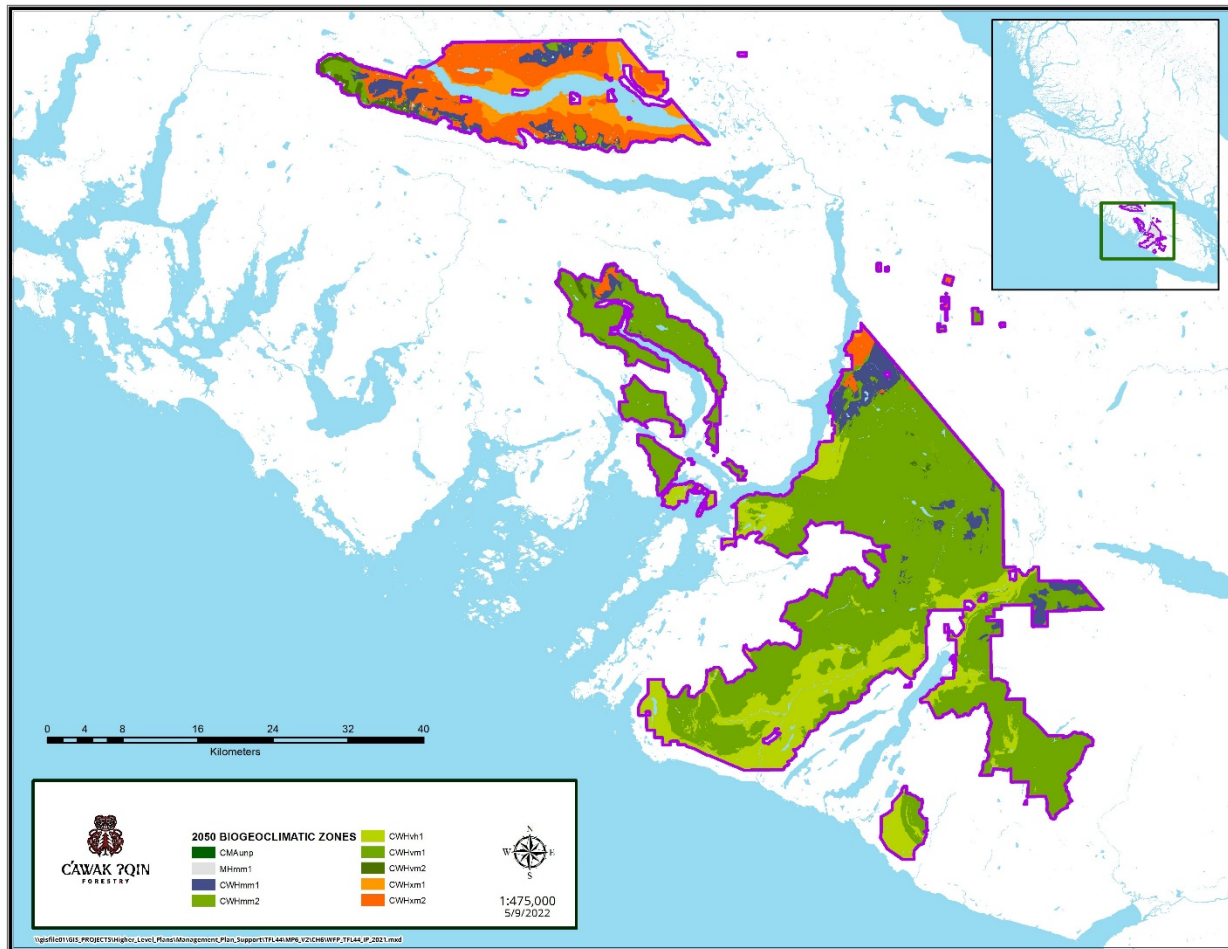 0 4 8 16 24 32 40
Kilometers
C̓AWAK ʔQIN
FORESTRY
2050 BIOGEOCLIMATIC ZONES
CMAunp
MHmm1
CWHmm1
CWHmm2
CWHvh1
CWHvm1
CWHvm2
CWHxm1
CWHxm2
N
W E
S
1:475,000
5/9/2022
\\gisfile01\GIS_PROJECTS\Higher_Level_Plans\Management_Plan_Support\TFL44\MP6_V2\CH6\WFP_TFL44_IP_2021.mxd